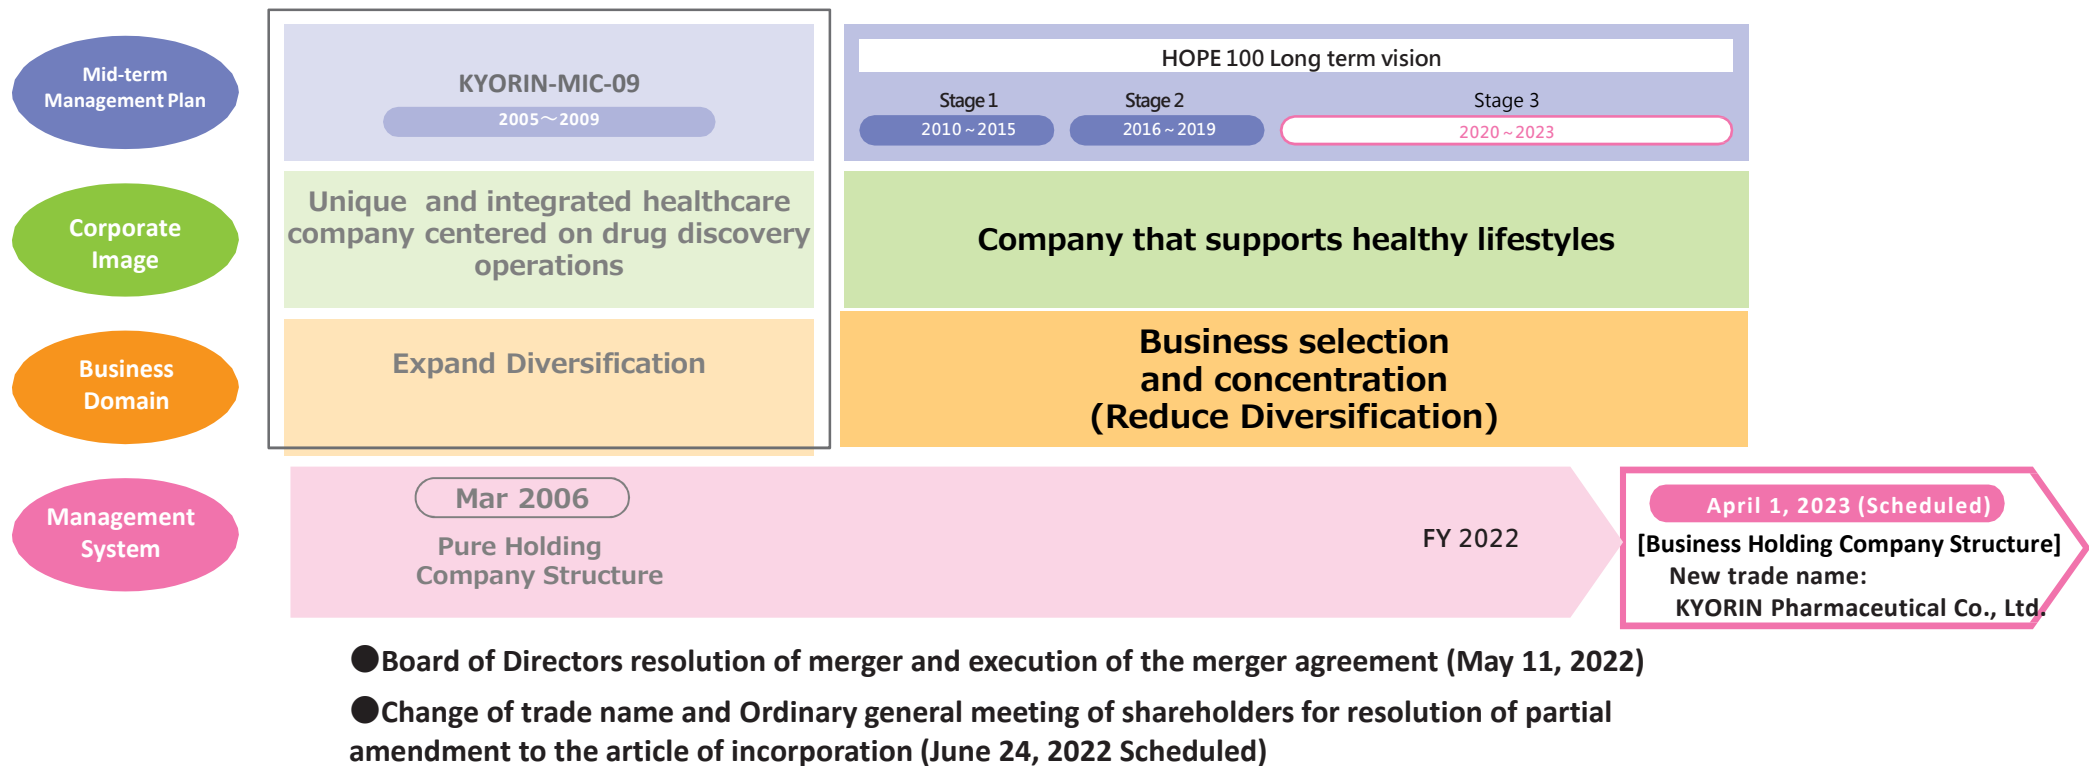 Mid-term
Management Plan
KYORIN-MIC-09
2005～2009
HOPE 100 Long term vision
Stage 1
2010～2015
Stage 2
2016～2019
Stage 3
2020～2023
Corporate
Image
Unique and integrated healthcare
company centered on drug discovery
operations
Company that supports healthy lifestyles
Business
Domain
Expand Diversification
Business selection
and concentration
(Reduce Diversification)
Management
System
Mar 2006
Pure Holding
Company Structure
FY 2022
April 1, 2023 (Scheduled)
[Business Holding Company Structure]
New trade name:
KYORIN Pharmaceutical Co., Ltd.
●Board of Directors resolution of merger and execution of the merger agreement (May 11, 2022)
●Change of trade name and Ordinary general meeting of shareholders for resolution of partial
amendment to the article of incorporation (June 24, 2022 Scheduled)